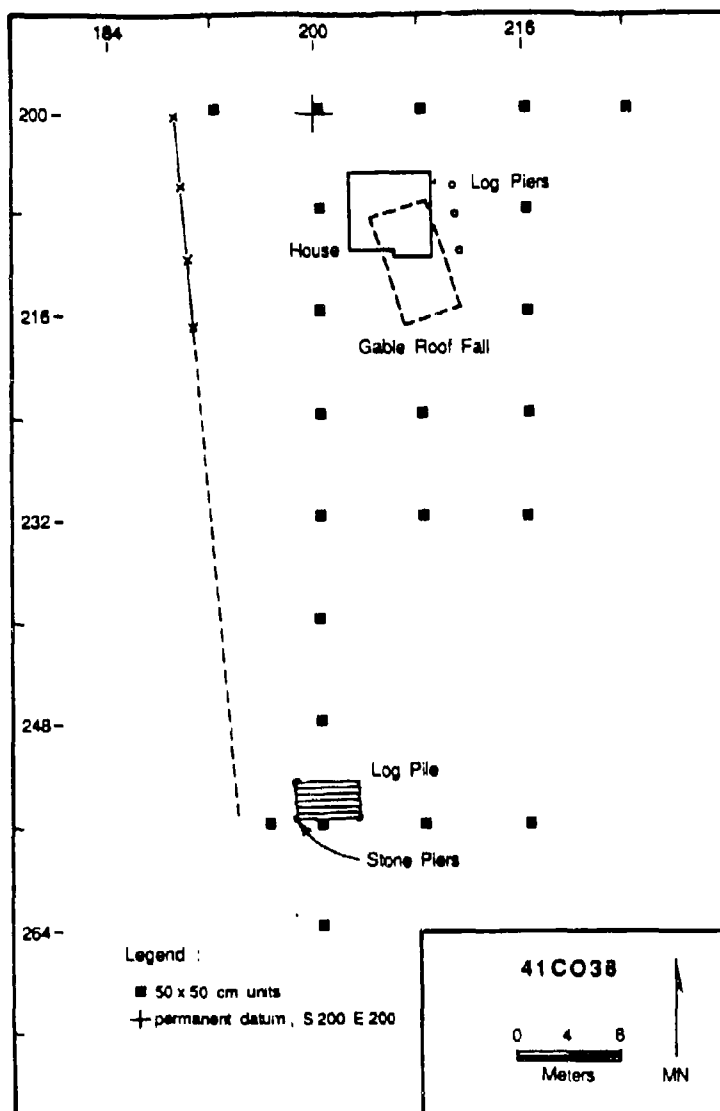 184
200
216
200
216
232
248
264
Log Piers
House
Gable Roof Fall
Log Pile
Stone Piers
Legend :
50 x 50 cm units
permanent datum, S 200 E 200
41CO38
0 4 8
Meters
MN